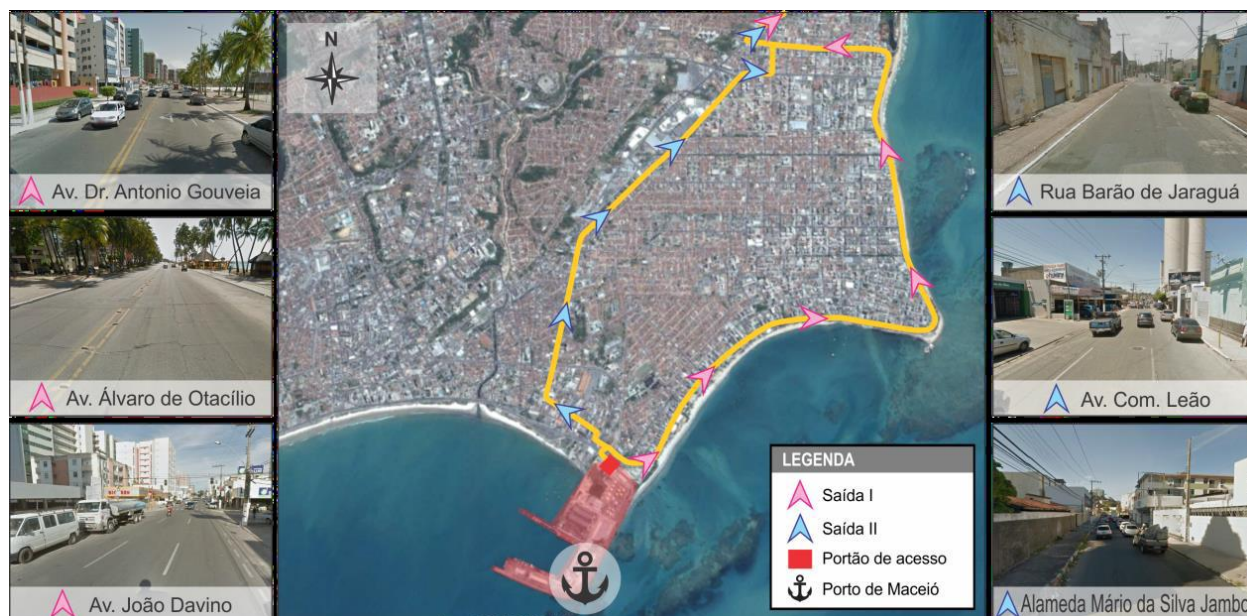 Av. Dr. Antonio Gouveia
Av. Álvaro de Otacílio
Av. João Davino
N
LEGENDA
Saída I
Saída II
Portão de acesso
Porto de Maceió
Rua Barão de Jaraguá
Av. Com. Leão
Alameda Mário da Silva Jambo